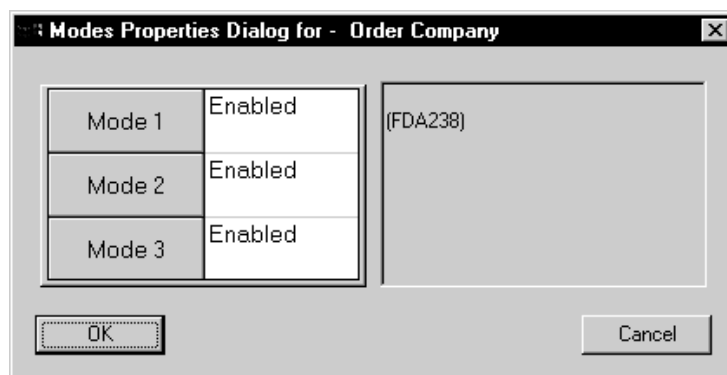 Modes Properties Dialog for - Order Company
Mode 1 Enabled
(FDA238)
Mode 2 Enabled
Mode 3 Enabled
OK Cancel